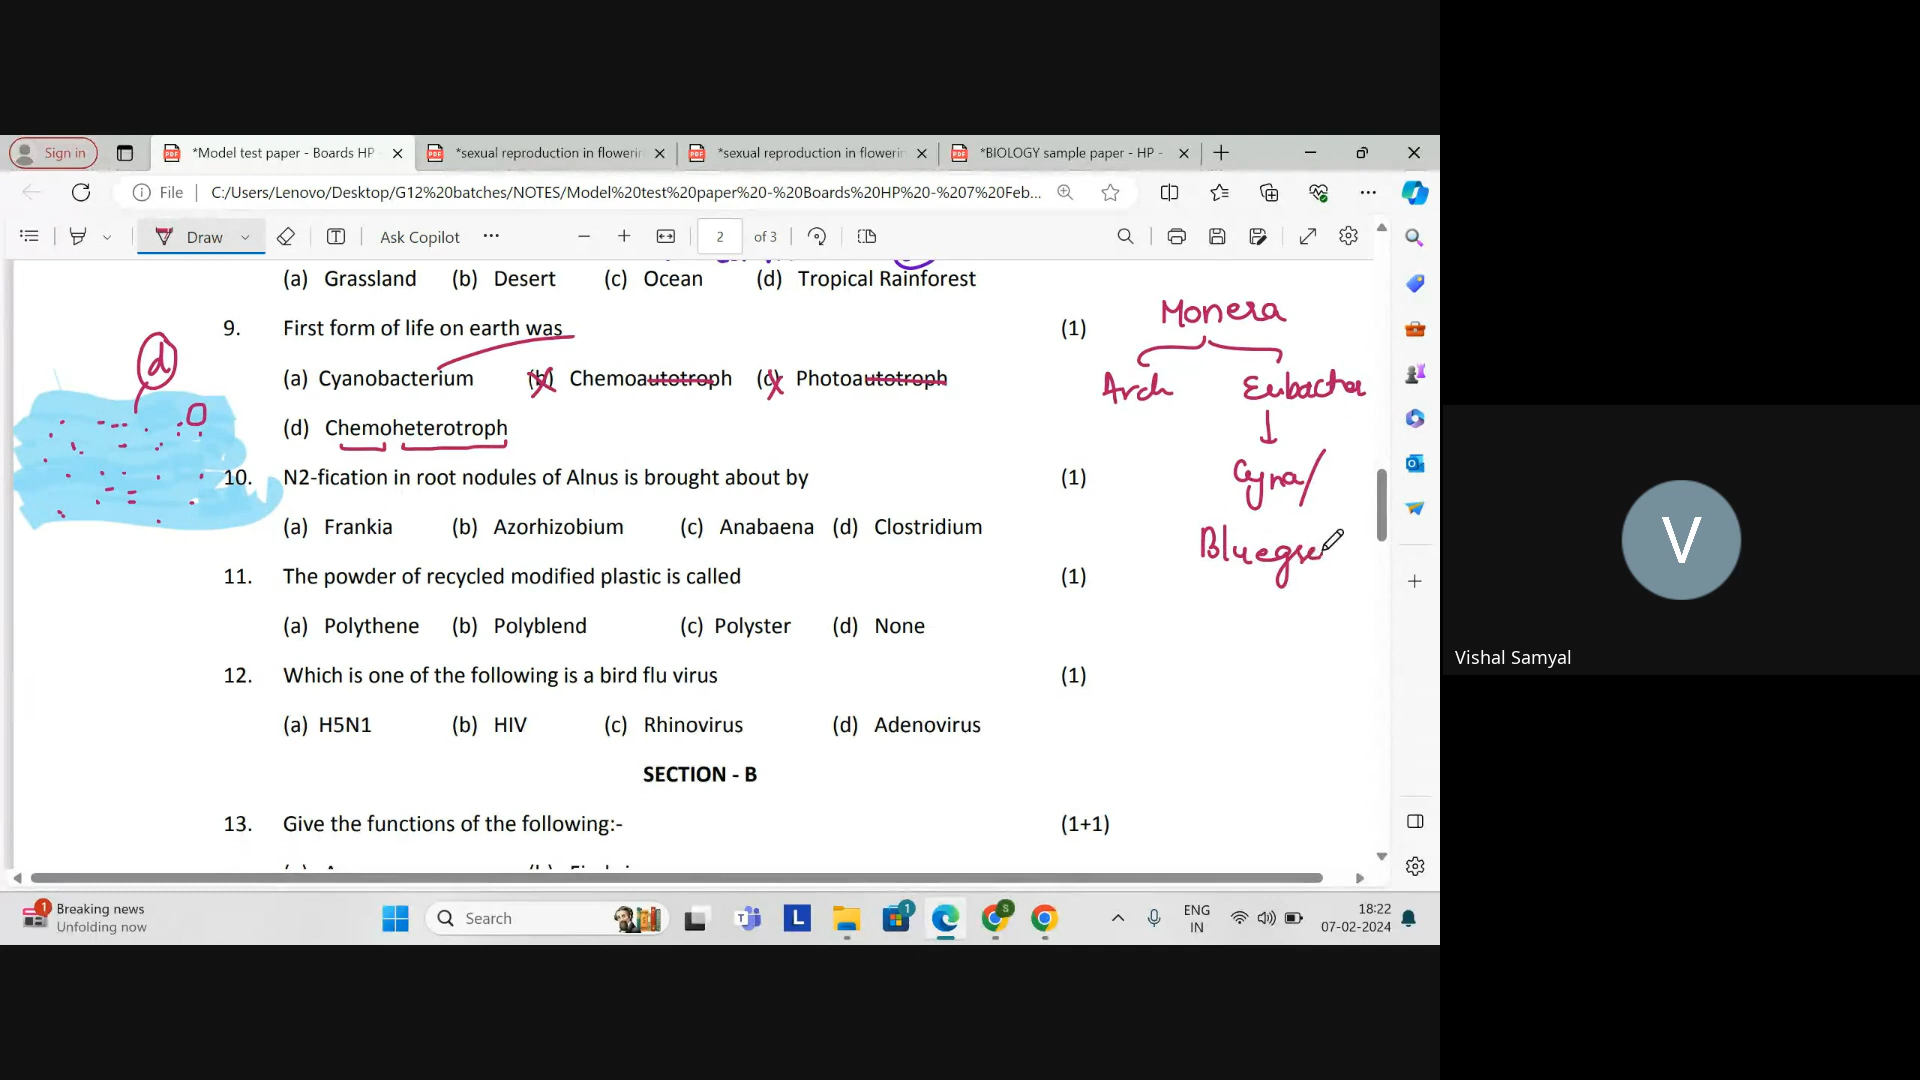 Sign in
*Model test paper - Boards HP -
*sexual reproduction in flowerin
*sexual reproduction in flowerin
*BIOLOGY sample paper - HP -
File
C:/Users/Lenovo/Desktop/G12%20batches/NOTES/Model%20test%20paper%20-%20Boards%20HP%20-%207%20Feb...
Draw
Ask Copilot
2 of 3
(a) Grassland (b) Desert (c) Ocean (d) Tropical Rainforest
9. First form of life on earth was (1)
(a) Cyanobacterium (b) Chemoautotroph (c) Photoautotroph
(d) Chemoheterotroph
10. N2-fication in root nodules of Alnus is brought about by (1)
(a) Frankia (b) Azorhizobium (c) Anabaena (d) Clostridium
11. The powder of recycled modified plastic is called (1)
(a) Polythene (b) Polyblend (c) Polyster (d) None
12. Which is one of the following is a bird flu virus (1)
(a) H5N1 (b) HIV (c) Rhinovirus (d) Adenovirus
SECTION - B
13. Give the functions of the following:- (1+1)
d
Monera
Arch Eubacter
Cyna/
Bluegre
V
Vishal Samyal
1
Breaking news
Unfolding now
Search
L
1
S
ENG
IN
18:22
07-02-2024